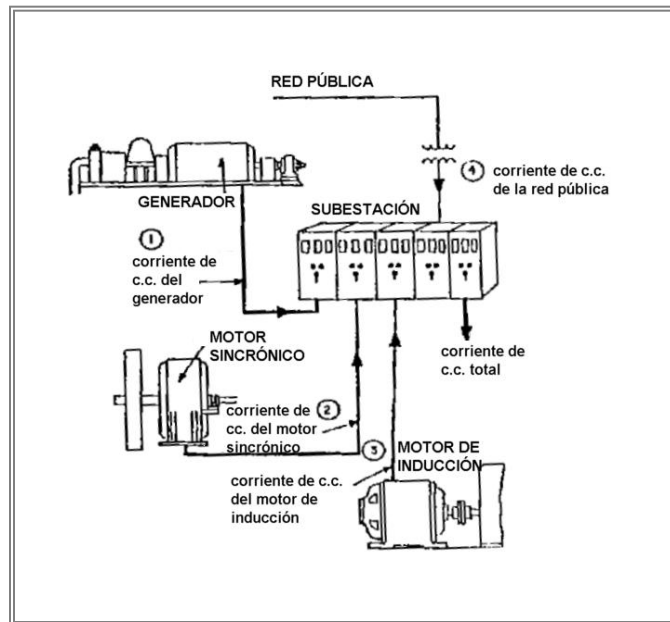 RED PÚBLICA
4
corriente de c.c.
de la red pública
GENERADOR
SUBESTACIÓN
1
corriente de
c.c. del
generador
MOTOR
SINCRÓNICO
corriente de
c.c. total
corriente de
cc. del motor
sincrónico
2
3
MOTOR DE
INDUCCIÓN
corriente de c.c.
del motor de
inducción